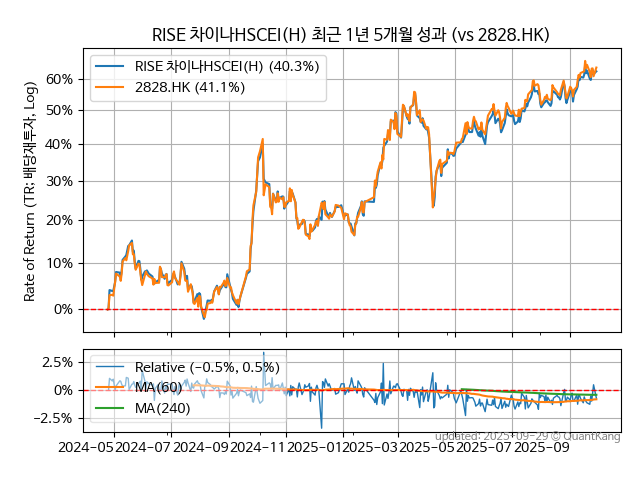 RISE 차이나HSCEI(H) 최근 1년 5개월 성과 (vs 2828.HK)
Rate of Return (TR: 배당재투자, Log)
RISE 차이나HSCEI(H) (40.3%)
2828.HK (41.1%)
60%
50%
40%
30%
20%
10%
0%
Relative (−0.5%, 0.5%)
MA(60)
MA(240)
2.5%
0%
−2.5%
2024-05
2024-07
2024-09
2024-11
2025-01
2025-03
2025-05
2025-07
2025-09
updated: 2025-09-29 © QuantKang